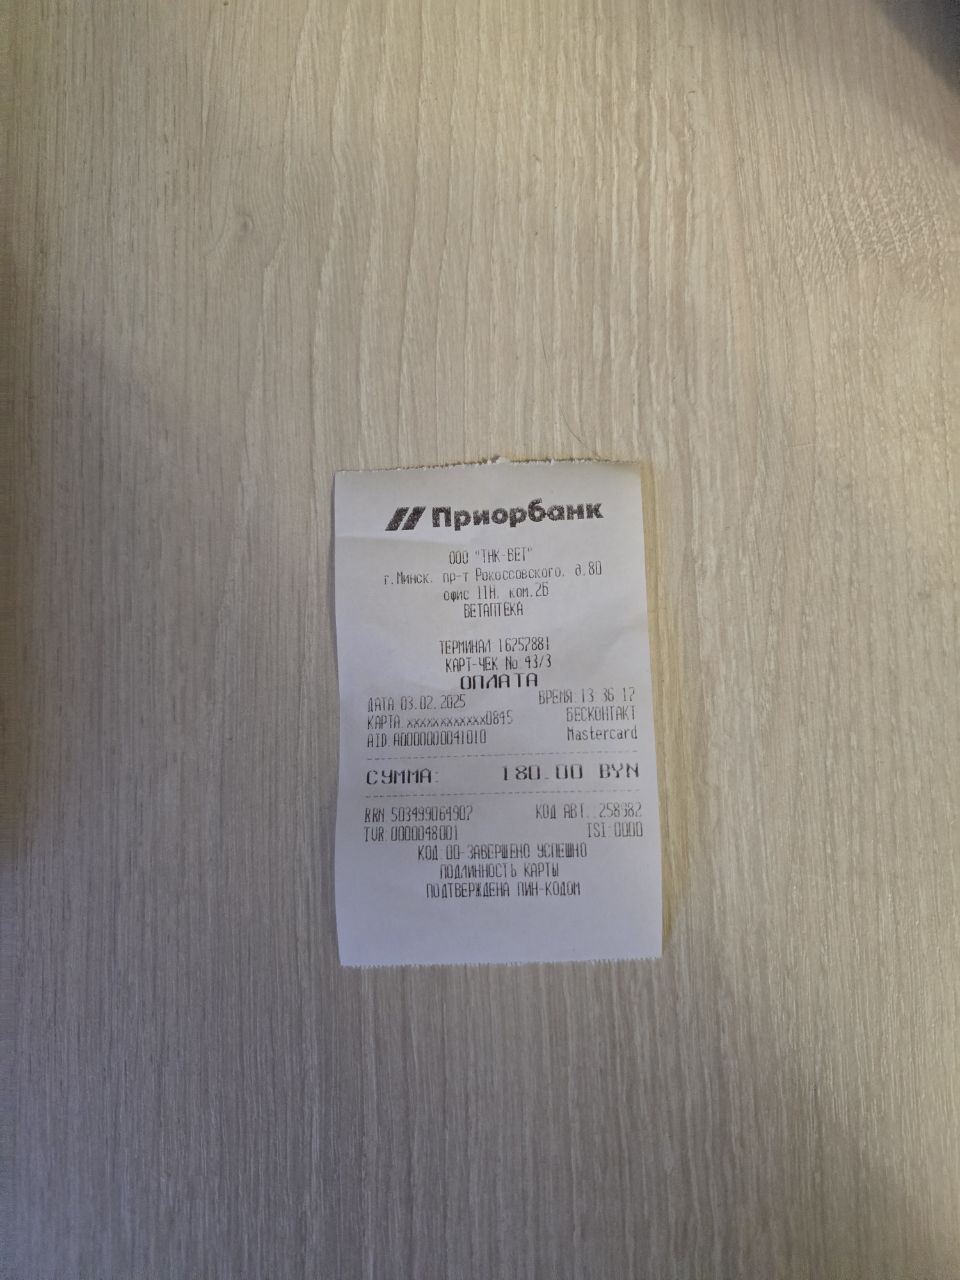 Приорбанк
ООО "ТНК-ВЕТ"
г.Минск, пр-т Рокоссовского, д.80
офис 11Н, ком.2Б
ВЕТАПТЕКА
ТЕРМИНАЛ:16257881
КАРТ-ЧЕК No:43/3
ОПЛАТА
ДАТА:03.02.2025 ВРЕМЯ:13:36:17
КАРТА:xxxxxxxxxxxx0845 БЕСКОНТАКТ
AID:A0000000041010 Mastercard
СУММА: 180.00 BYN
RRN:503499064902 КОД АВТ.:258382
TVR:0000048001 TSI:0000
КОД:00-ЗАВЕРШЕНО УСПЕШНО
ПОДЛИННОСТЬ КАРТЫ
ПОДТВЕРЖДЕНА ПИН-КОДОМ